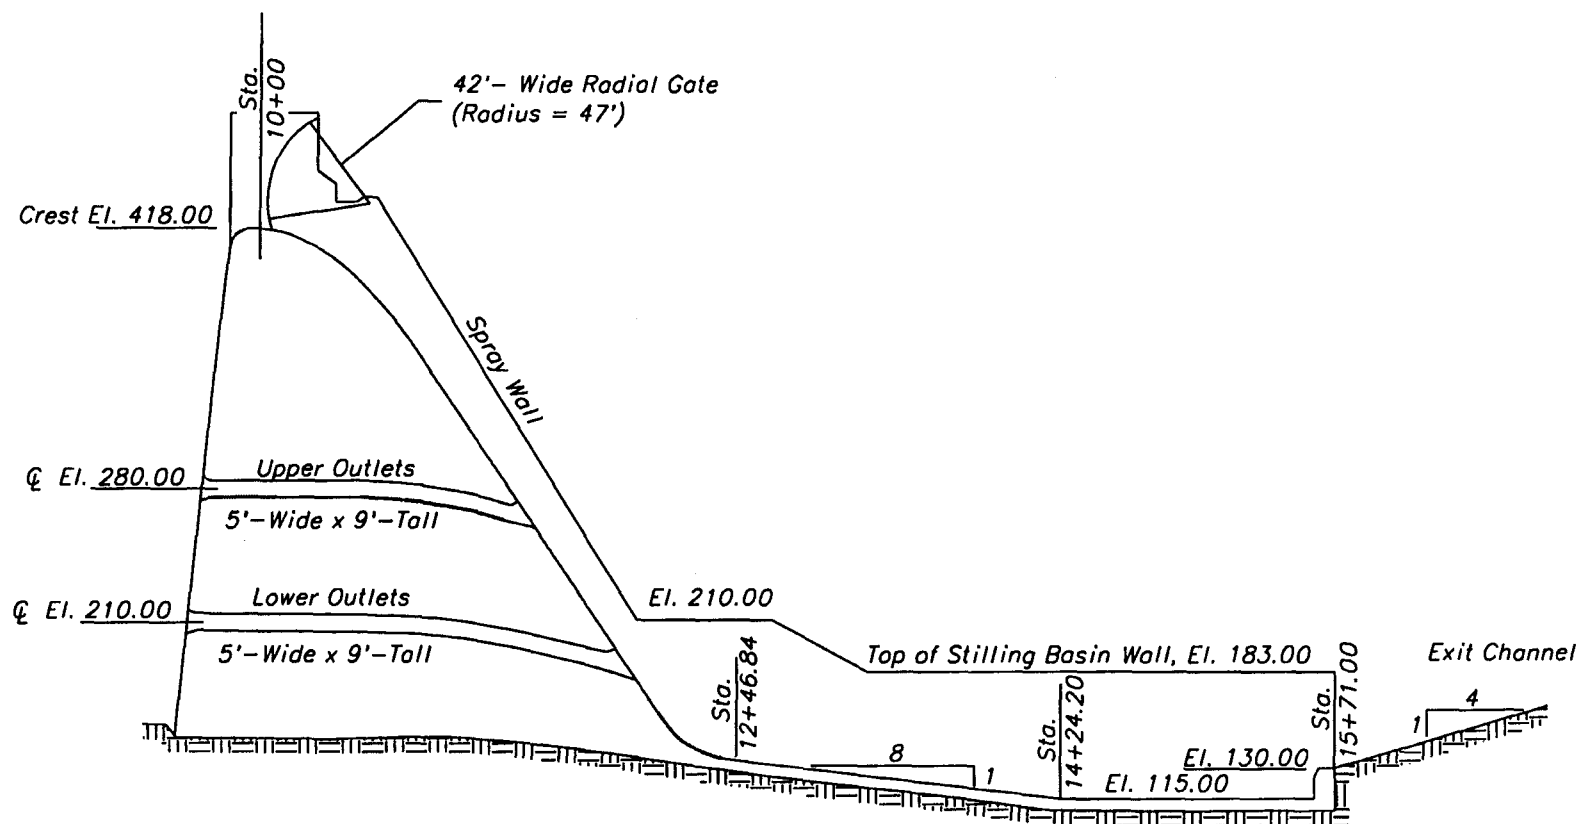 Sta.
10+00
42'- Wide Radial Gate
(Radius = 47')
Crest El. 418.00
Spray Wall
℄ El. 280.00
Upper Outlets
5'-Wide x 9'-Tall
℄ El. 210.00
Lower Outlets
5'-Wide x 9'-Tall
El. 210.00
Sta.
12+46.84
Top of Stilling Basin Wall, El. 183.00
Sta.
14+24.20
Sta.
15+71.00
Exit Channel
4
1
8
1
El. 130.00
El. 115.00